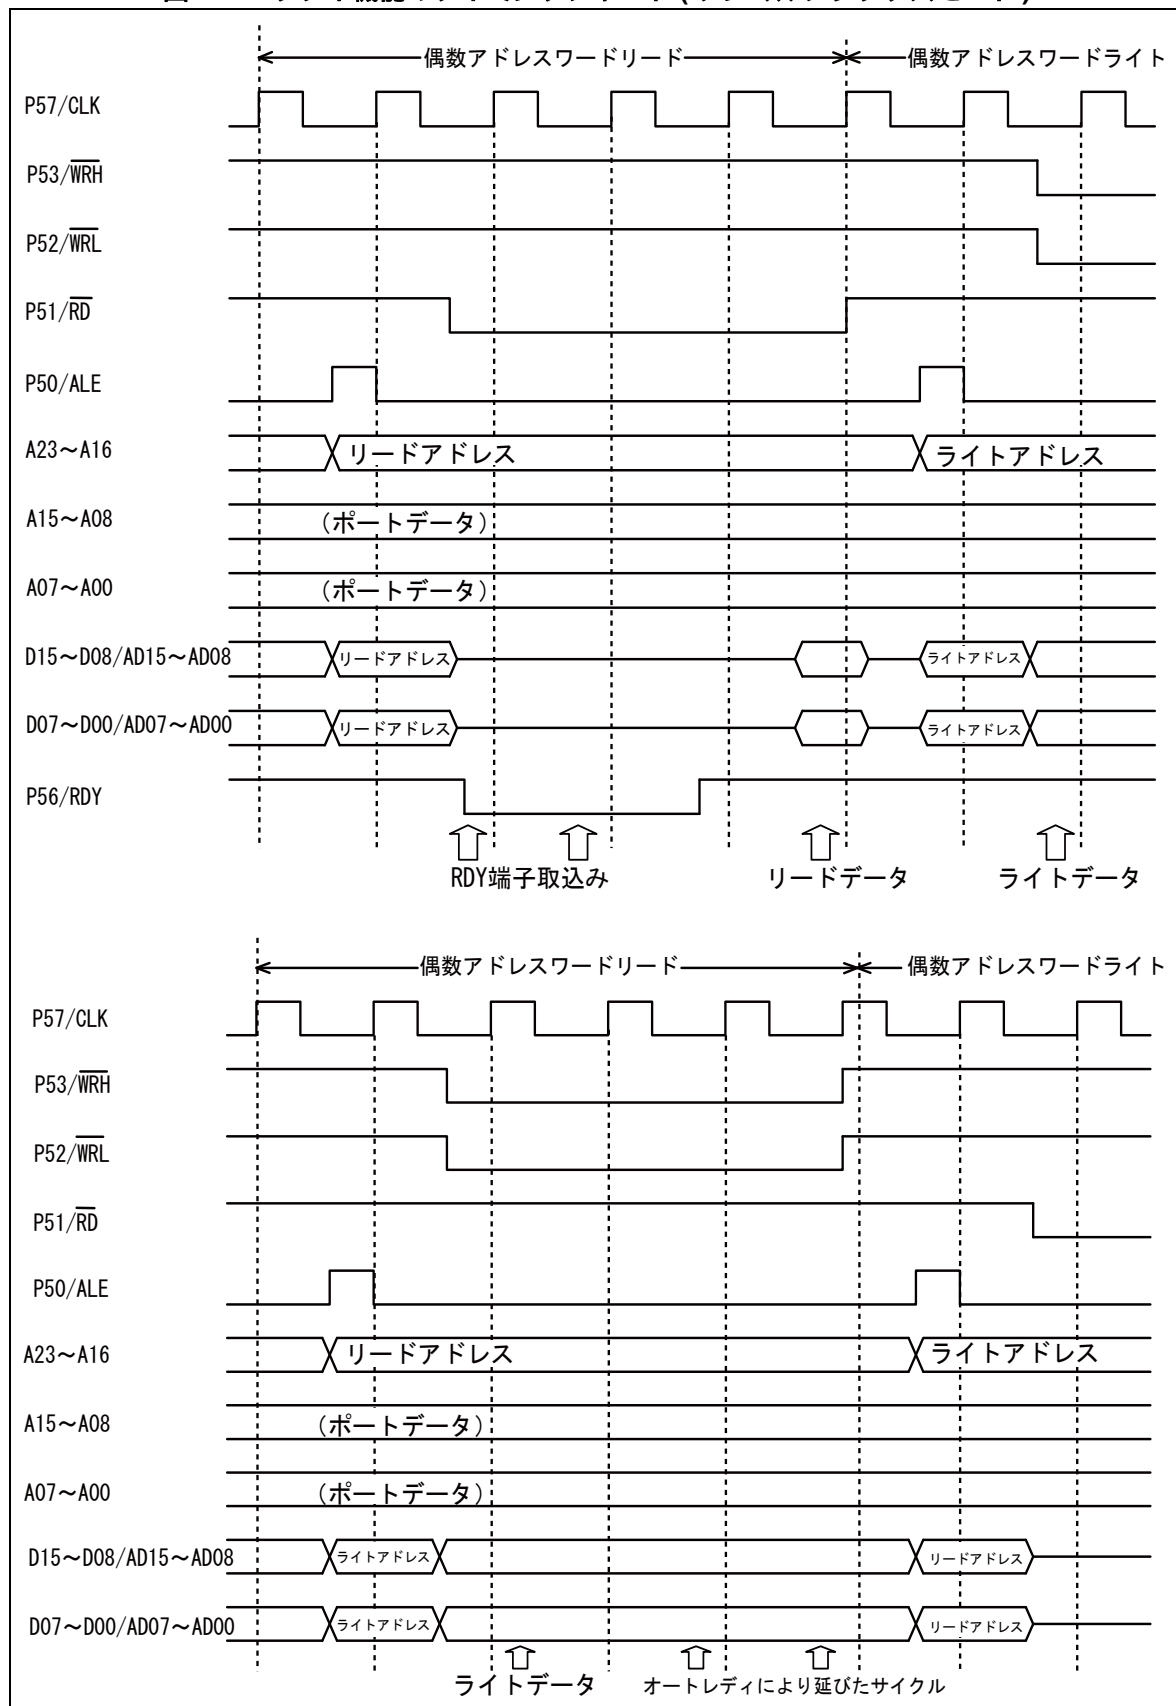 偶数アドレスワードリード 偶数アドレスワードライト
P57/CLK
P53/WRH
P52/WRL
P51/RD
P50/ALE
A23～A16 リードアドレス ライトアドレス
A15～A08 (ポートデータ)
A07～A00 (ポートデータ)
D15～D08/AD15～AD08 リードアドレス ライトアドレス
D07～D00/AD07～AD00 リードアドレス ライトアドレス
P56/RDY
RDY端子取込み リードデータ ライトデータ
偶数アドレスワードリード 偶数アドレスワードライト
P57/CLK
P53/WRH
P52/WRL
P51/RD
P50/ALE
A23～A16 リードアドレス ライトアドレス
A15～A08 (ポートデータ)
A07～A00 (ポートデータ)
D15～D08/AD15～AD08 ライトアドレス リードアドレス
D07～D00/AD07～AD00 ライトアドレス リードアドレス
ライトデータ オートレディにより延びたサイクル